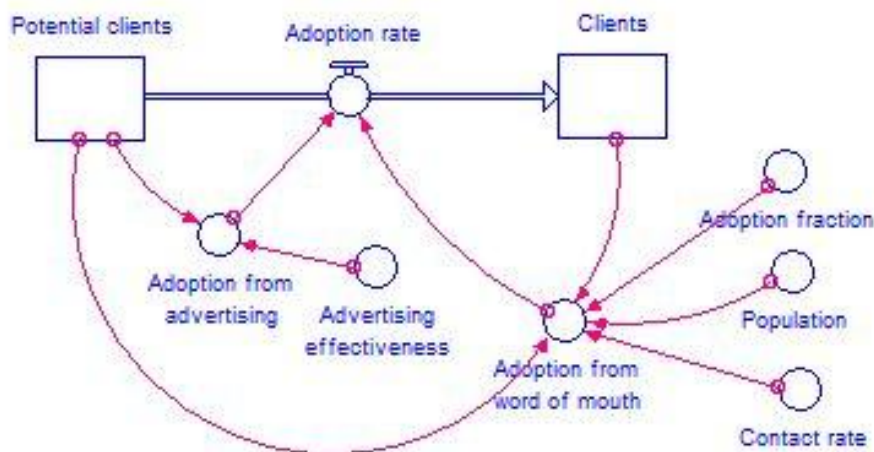 Potential clients
Adoption rate
Clients
Adoption fraction
Adoption from
advertising
Advertising
effectiveness
Population
Adoption from
word of mouth
Contact rate